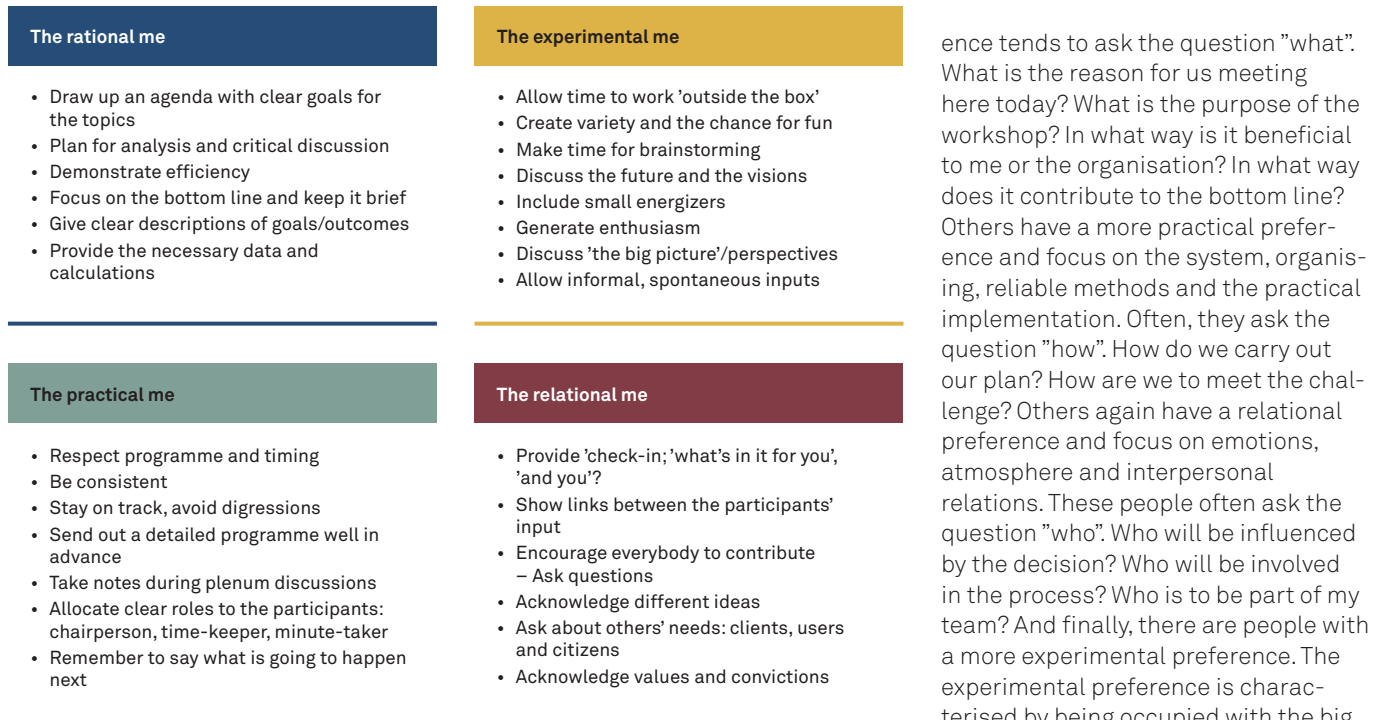 The rational me
• Draw up an agenda with clear goals for
the topics
• Plan for analysis and critical discussion
• Demonstrate efficiency
• Focus on the bottom line and keep it brief
• Give clear descriptions of goals/outcomes
• Provide the necessary data and
calculations
The experimental me
• Allow time to work ’outside the box’
• Create variety and the chance for fun
• Make time for brainstorming
• Discuss the future and the visions
• Include small energizers
• Generate enthusiasm
• Discuss ’the big picture’/perspectives
• Allow informal, spontaneous inputs
The practical me
• Respect programme and timing
• Be consistent
• Stay on track, avoid digressions
• Send out a detailed programme well in
advance
• Take notes during plenum discussions
• Allocate clear roles to the participants:
chairperson, time-keeper, minute-taker
• Remember to say what is going to happen
next
The relational me
• Provide ’check-in; ’what’s in it for you’,
’and you’?
• Show links between the participants’
input
• Encourage everybody to contribute
– Ask questions
• Acknowledge different ideas
• Ask about others’ needs: clients, users
and citizens
• Acknowledge values and convictions
ence tends to ask the question ”what”.
What is the reason for us meeting
here today? What is the purpose of the
workshop? In what way is it beneficial
to me or the organisation? In what way
does it contribute to the bottom line?
Others have a more practical prefer-
ence and focus on the system, organis-
ing, reliable methods and the practical
implementation. Often, they ask the
question ”how”. How do we carry out
our plan? How are we to meet the chal-
lenge? Others again have a relational
preference and focus on emotions,
atmosphere and interpersonal
relations. These people often ask the
question ”who”. Who will be influenced
by the decision? Who will be involved
in the process? Who is to be part of my
team? And finally, there are people with
a more experimental preference. The
experimental preference is charac-
terised by being occupied with the big